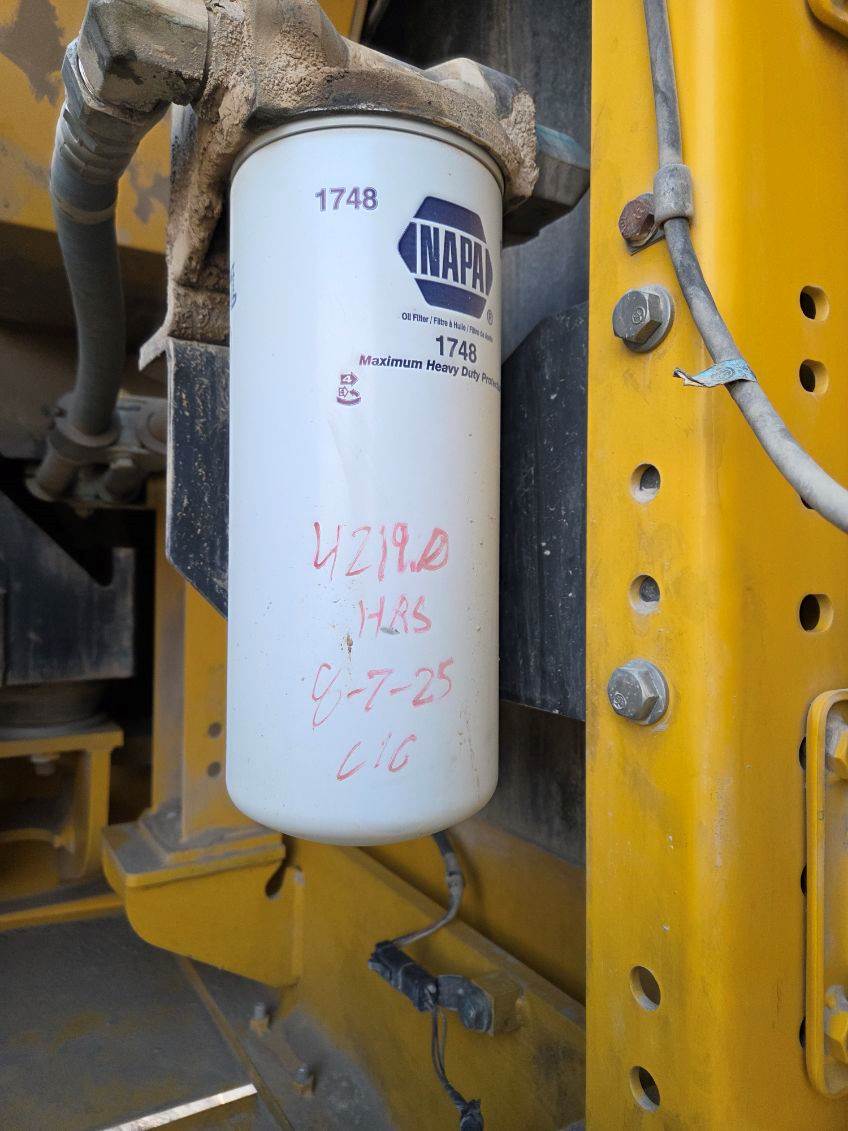 1748
NAPA
®
Oil Filter / Filtre à Huile / Filtro de Aceite
1748
Maximum Heavy Duty Protec
4219.0
HRS
8-7-25
CIC